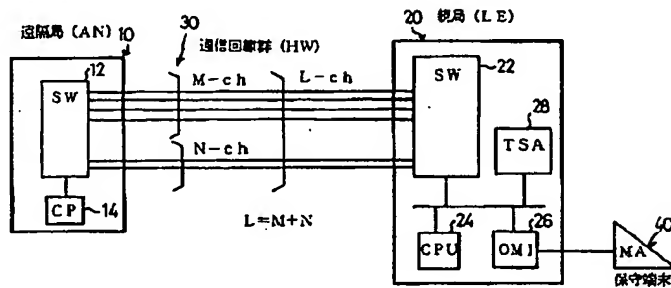 遠隔局 (AN)
10
12
SW
CP
14
30
通信回線群 (HW)
M-ch
L-ch
N-ch
L=M+N
20
親局 (LE)
SW
22
28
TSA
CPU
24
OMI
26
MA
40
保守端末